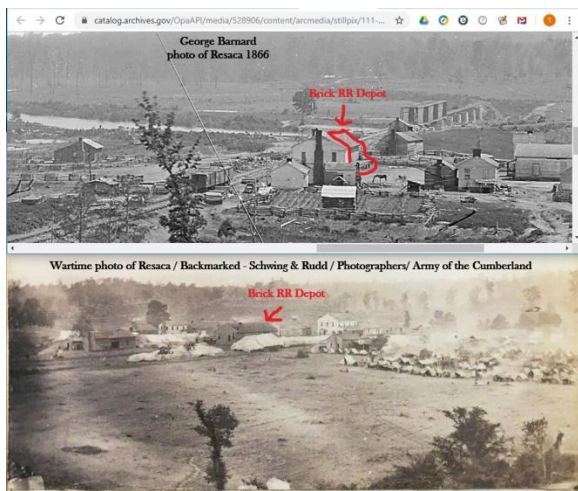 catalog.archives.gov/OpaAPI/media/528906/content/arcmedia/stillpix/111-...
George Barnard
photo of Resaca 1866
Brick RR Depot
Wartime photo of Resaca / Backmarked - Schwing & Rudd / Photographers/ Army of the Cumberland
Brick RR Depot